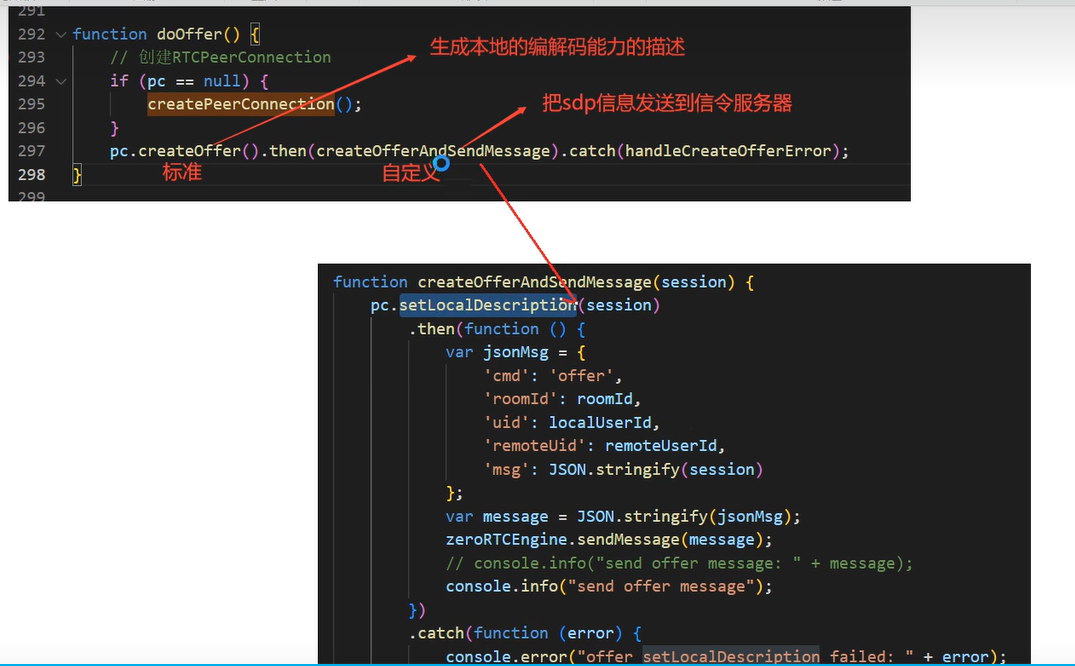 291
292 function doOffer() {
生成本地的编解码能力的描述
293 // 创建RTCPeerConnection
294 if (pc == null) {
295 createPeerConnection();
把sdp信息发送到信令服务器
296 }
297 pc.createOffer().then(createOfferAndSendMessage).catch(handleCreateOfferError);
标准 自定义
298 }
299
function createOfferAndSendMessage(session) {
pc.setLocalDescription(session)
.then(function () {
var jsonMsg = {
'cmd': 'offer',
'roomId': roomId,
'uid': localUserId,
'remoteUid': remoteUserId,
'msg': JSON.stringify(session)
};
var message = JSON.stringify(jsonMsg);
zeroRTCEngine.sendMessage(message);
// console.info("send offer message: " + message);
console.info("send offer message");
})
.catch(function (error) {
console.error("offer setLocalDescription failed: " + error);